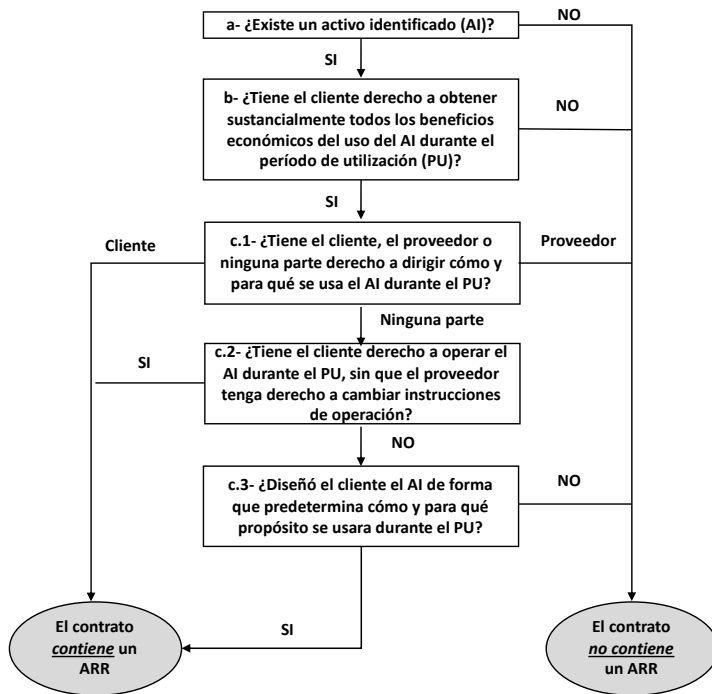 a- ¿Existe un activo identificado (AI)?
NO
SI
b- ¿Tiene el cliente derecho a obtener
sustancialmente todos los beneficios
económicos del uso del AI durante el
período de utilización (PU)?
NO
SI
Cliente
c.1- ¿Tiene el cliente, el proveedor o
ninguna parte derecho a dirigir cómo y
para qué se usa el AI durante el PU?
Proveedor
Ninguna parte
SI
c.2- ¿Tiene el cliente derecho a operar el
AI durante el PU, sin que el proveedor
tenga derecho a cambiar instrucciones
de operación?
NO
c.3- ¿Diseñó el cliente el AI de forma
que predetermina cómo y para qué
propósito se usara durante el PU?
NO
SI
El contrato
contiene un
ARR
El contrato
no contiene
un ARR